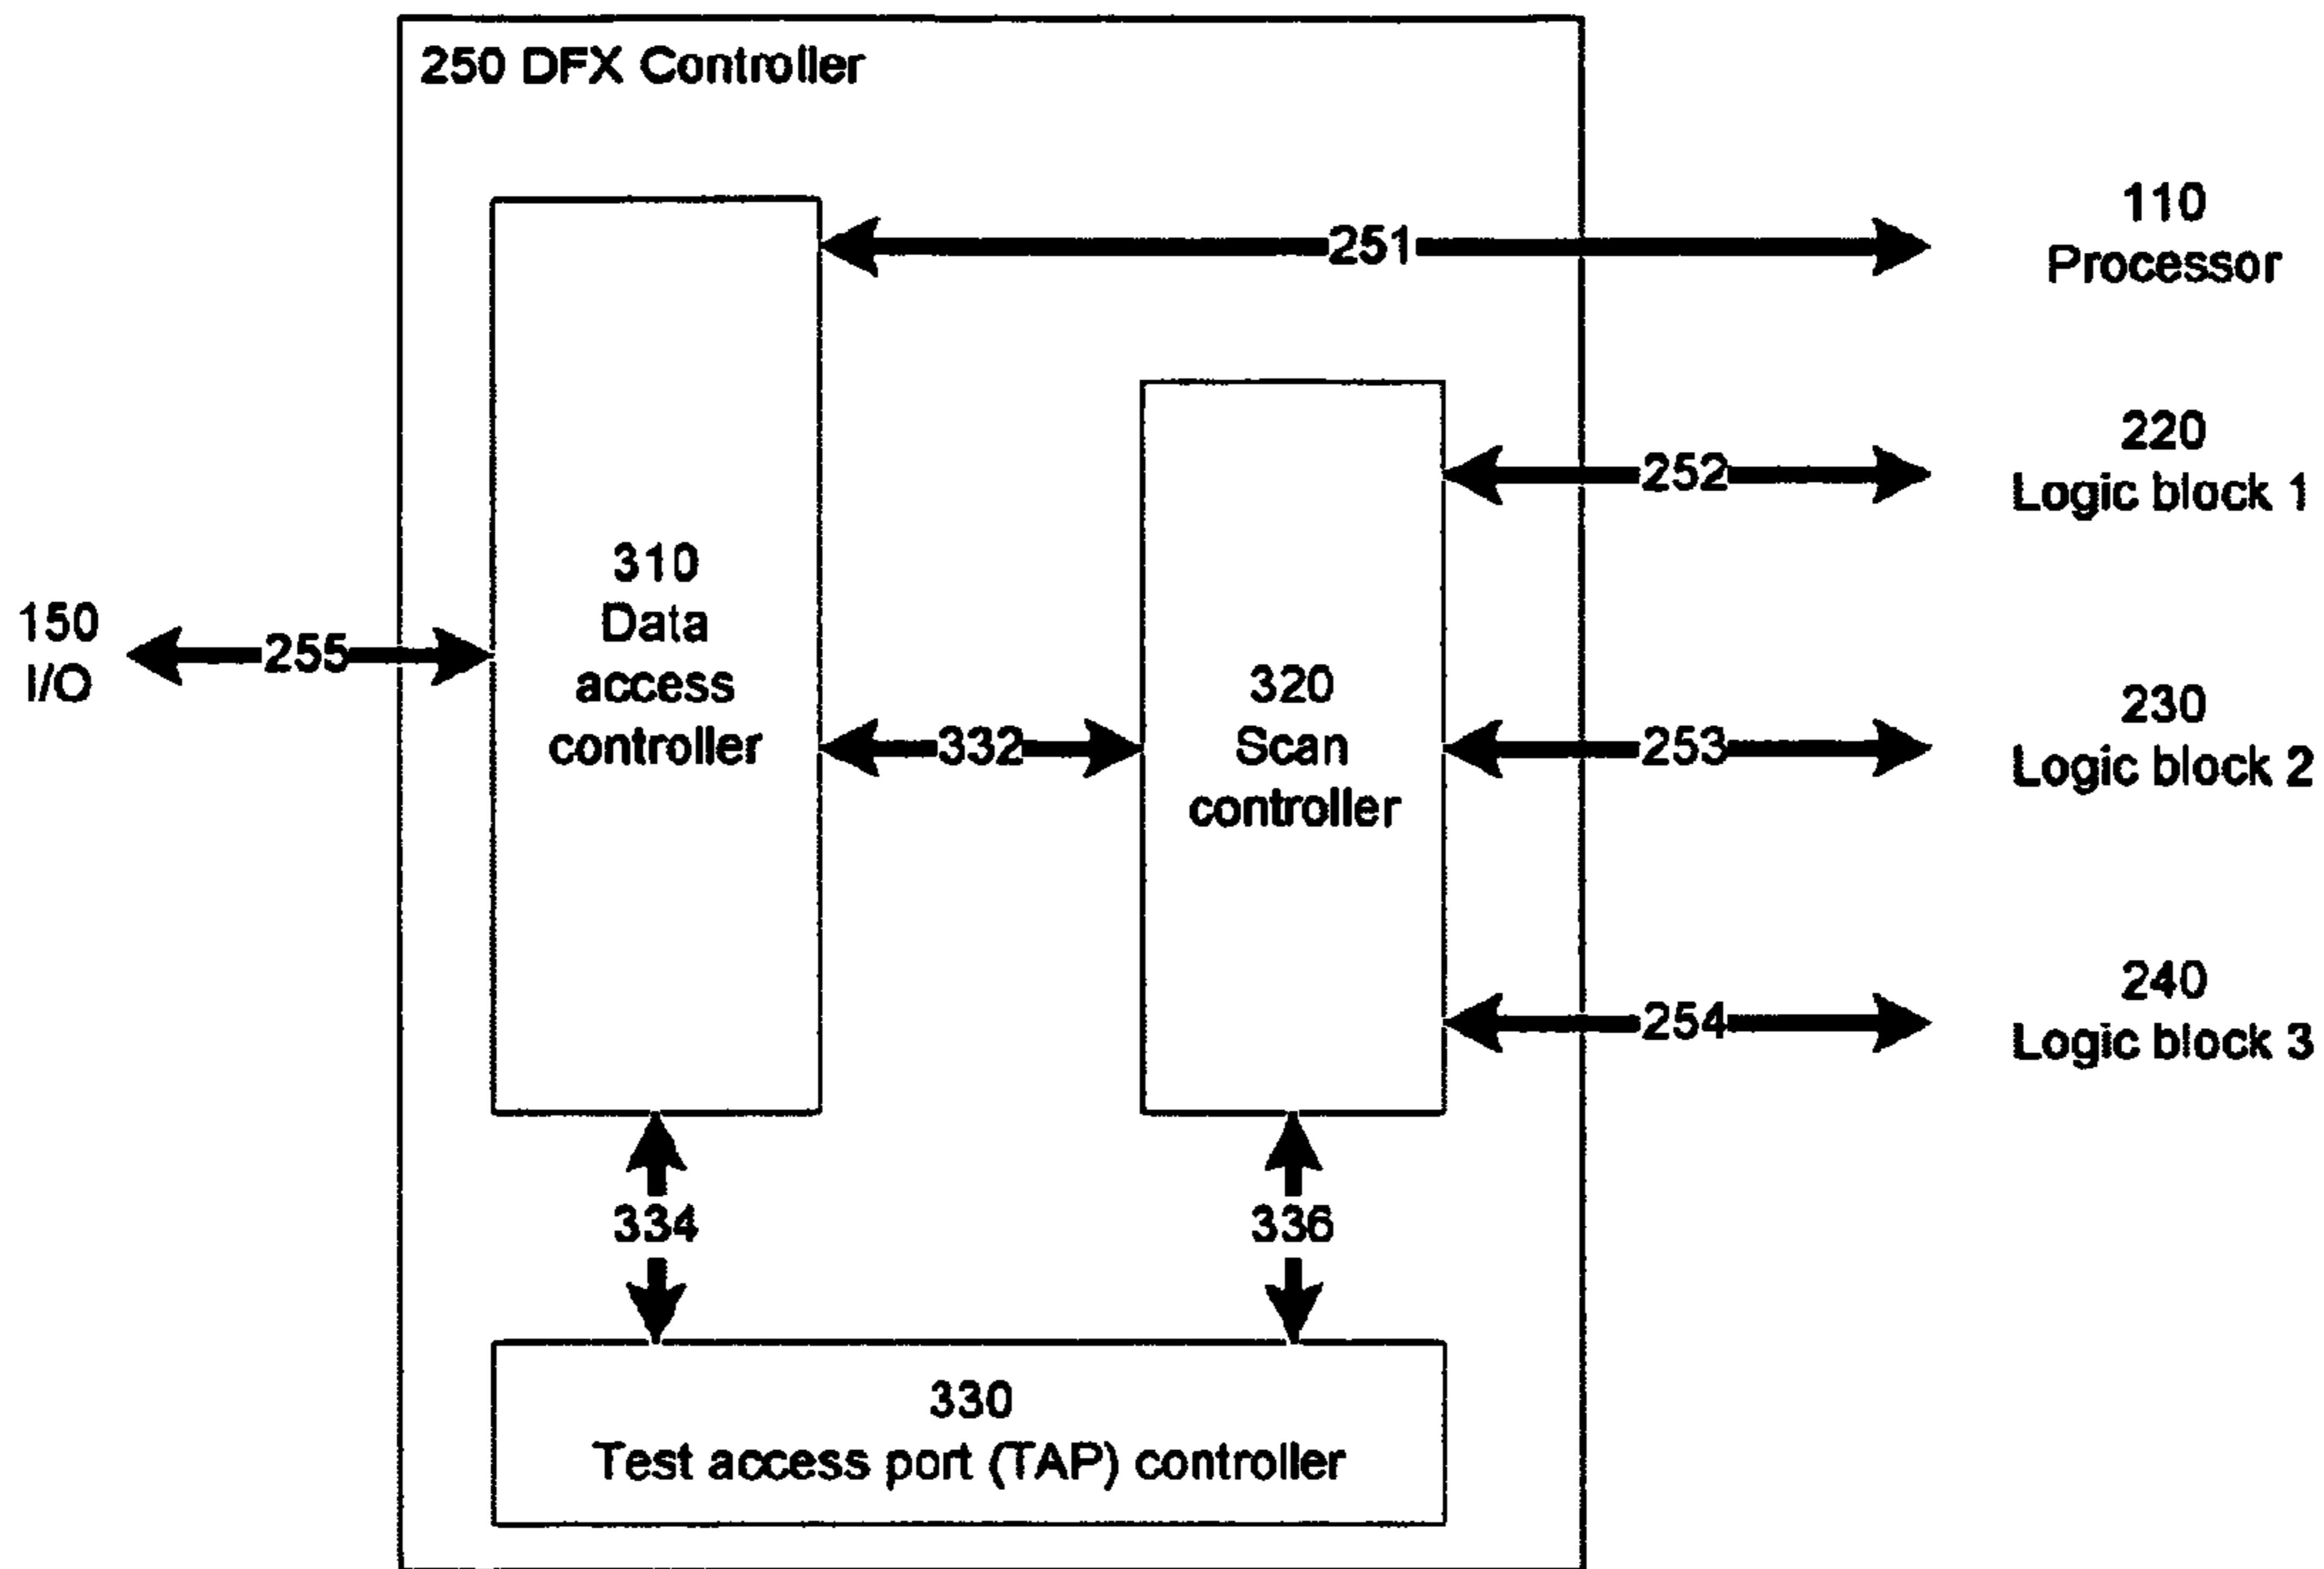 250 DFX Controller
110
Processor
251
220
Logic block 1
252
310
Data
access
controller
150
I/O
255
320
Scan
controller
332
230
Logic block 2
253
240
Logic block 3
254
334
336
330
Test access port (TAP) controller